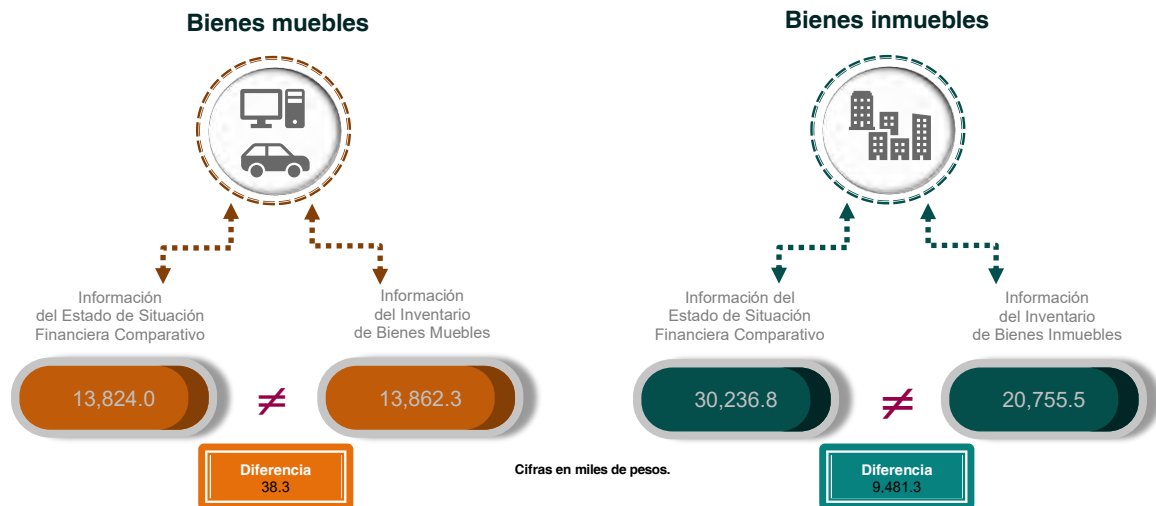 Bienes muebles
Información
del Estado de Situación
Financiera Comparativo
Información
del Inventario
de Bienes Muebles
13,824.0
≠
13,862.3
Diferencia
38.3
Cifras en miles de pesos.
Bienes inmuebles
Información del
Estado de Situación
Financiera Comparativo
Información
del Inventario
de Bienes Inmuebles
30,236.8
≠
20,755.5
Diferencia
9,481.3